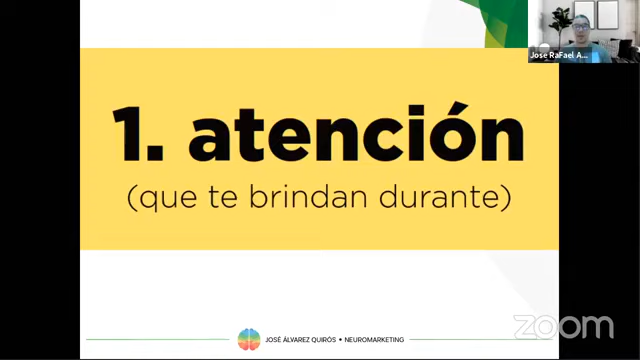 Jose RaFael A...
1. atención
(que te brindan durante)
JOSÉ ÁLVAREZ QUIRÓS • NEUROMARKETING
zoom